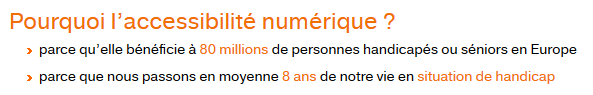 Pourquoi l’accessibilité numérique ?
› parce qu’elle bénéficie à 80 millions de personnes handicapés ou séniors en Europe
› parce que nous passons en moyenne 8 ans de notre vie en situation de handicap